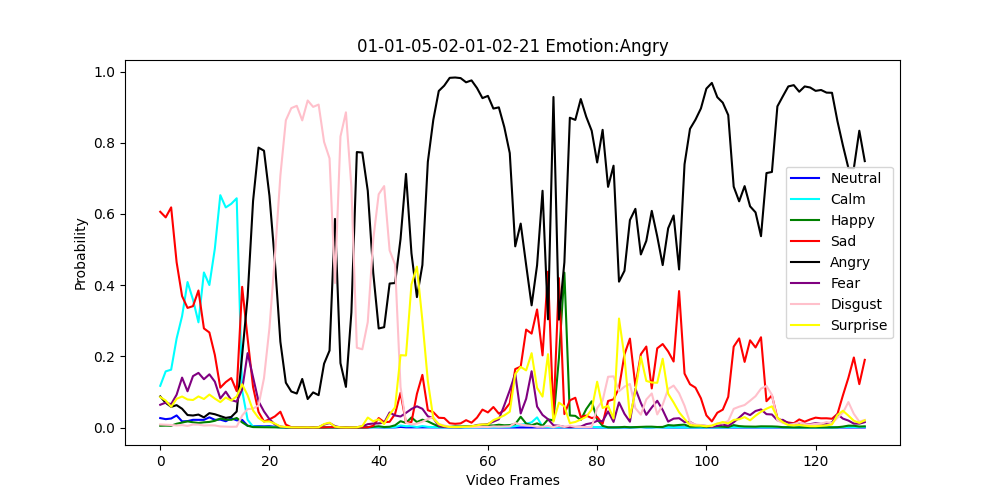 01-01-05-02-01-02-21 Emotion:Angry
1.0
0.8
0.6
0.4
0.2
0.0
Probability
0 20 40 60 80 100 120
Video Frames
Neutral
Calm
Happy
Sad
Angry
Fear
Disgust
Surprise